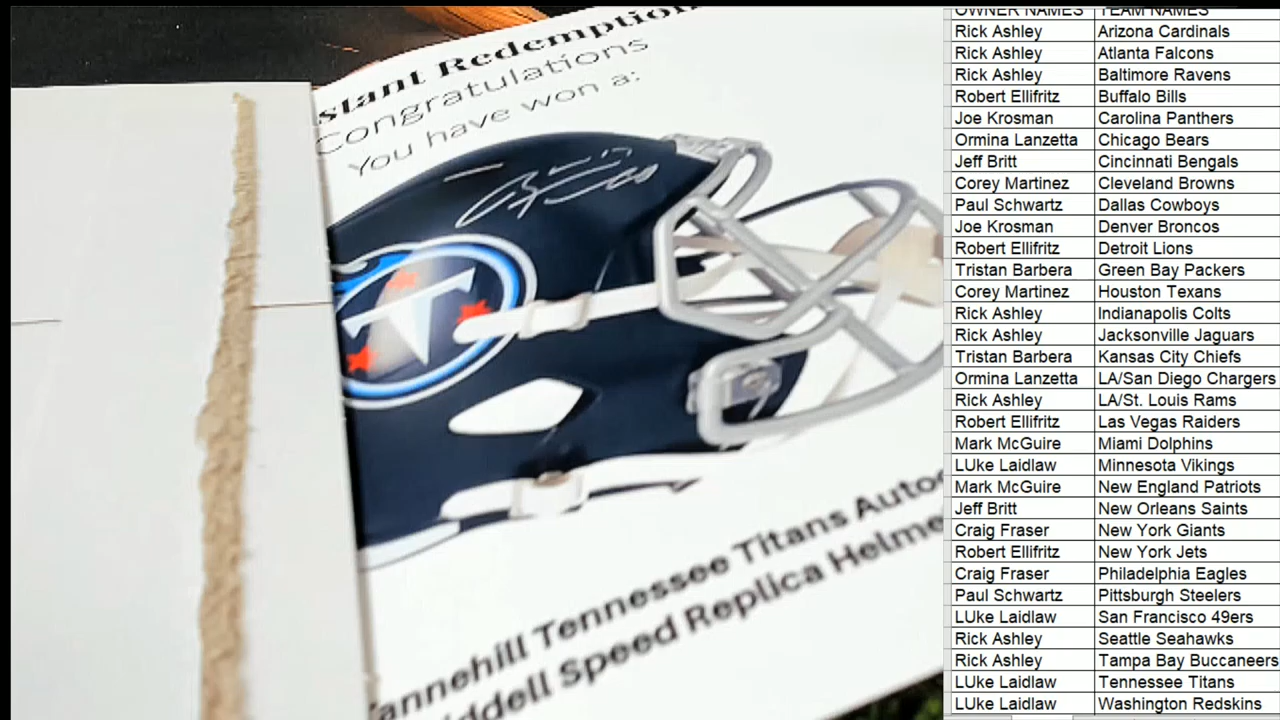 stant Redemption
Congratulations
You have won a:
T
annehill Tennessee Titans Auto
ddell Speed Replica Helme
OWNER NAMES TEAM NAMES
Rick Ashley Arizona Cardinals
Rick Ashley Atlanta Falcons
Rick Ashley Baltimore Ravens
Robert Ellifritz Buffalo Bills
Joe Krosman Carolina Panthers
Ormina Lanzetta Chicago Bears
Jeff Britt Cincinnati Bengals
Corey Martinez Cleveland Browns
Paul Schwartz Dallas Cowboys
Joe Krosman Denver Broncos
Robert Ellifritz Detroit Lions
Tristan Barbera Green Bay Packers
Corey Martinez Houston Texans
Rick Ashley Indianapolis Colts
Rick Ashley Jacksonville Jaguars
Tristan Barbera Kansas City Chiefs
Ormina Lanzetta LA/San Diego Chargers
Rick Ashley LA/St. Louis Rams
Robert Ellifritz Las Vegas Raiders
Mark McGuire Miami Dolphins
LUke Laidlaw Minnesota Vikings
Mark McGuire New England Patriots
Jeff Britt New Orleans Saints
Craig Fraser New York Giants
Robert Ellifritz New York Jets
Craig Fraser Philadelphia Eagles
Paul Schwartz Pittsburgh Steelers
LUke Laidlaw San Francisco 49ers
Rick Ashley Seattle Seahawks
Rick Ashley Tampa Bay Buccaneers
LUke Laidlaw Tennessee Titans
LUke Laidlaw Washington Redskins